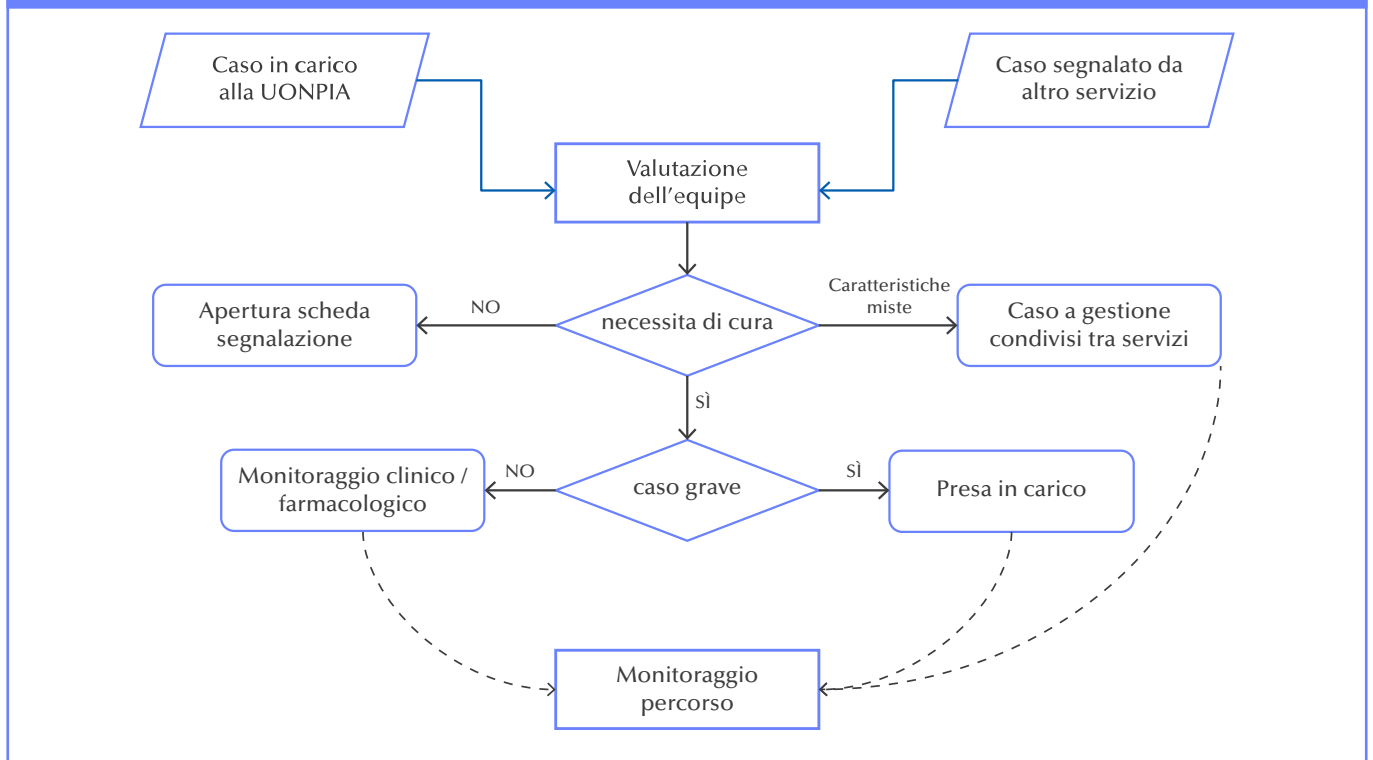 Caso in carico
alla UONPIA
Caso segnalato da
altro servizio
Valutazione
dell’equipe
Apertura scheda
segnalazione
NO
necessita di cura
Caratteristiche
miste
Caso a gestione
condivisi tra servizi
SÌ
Monitoraggio clinico /
farmacologico
NO
caso grave
SÌ
Presa in carico
Monitoraggio
percorso